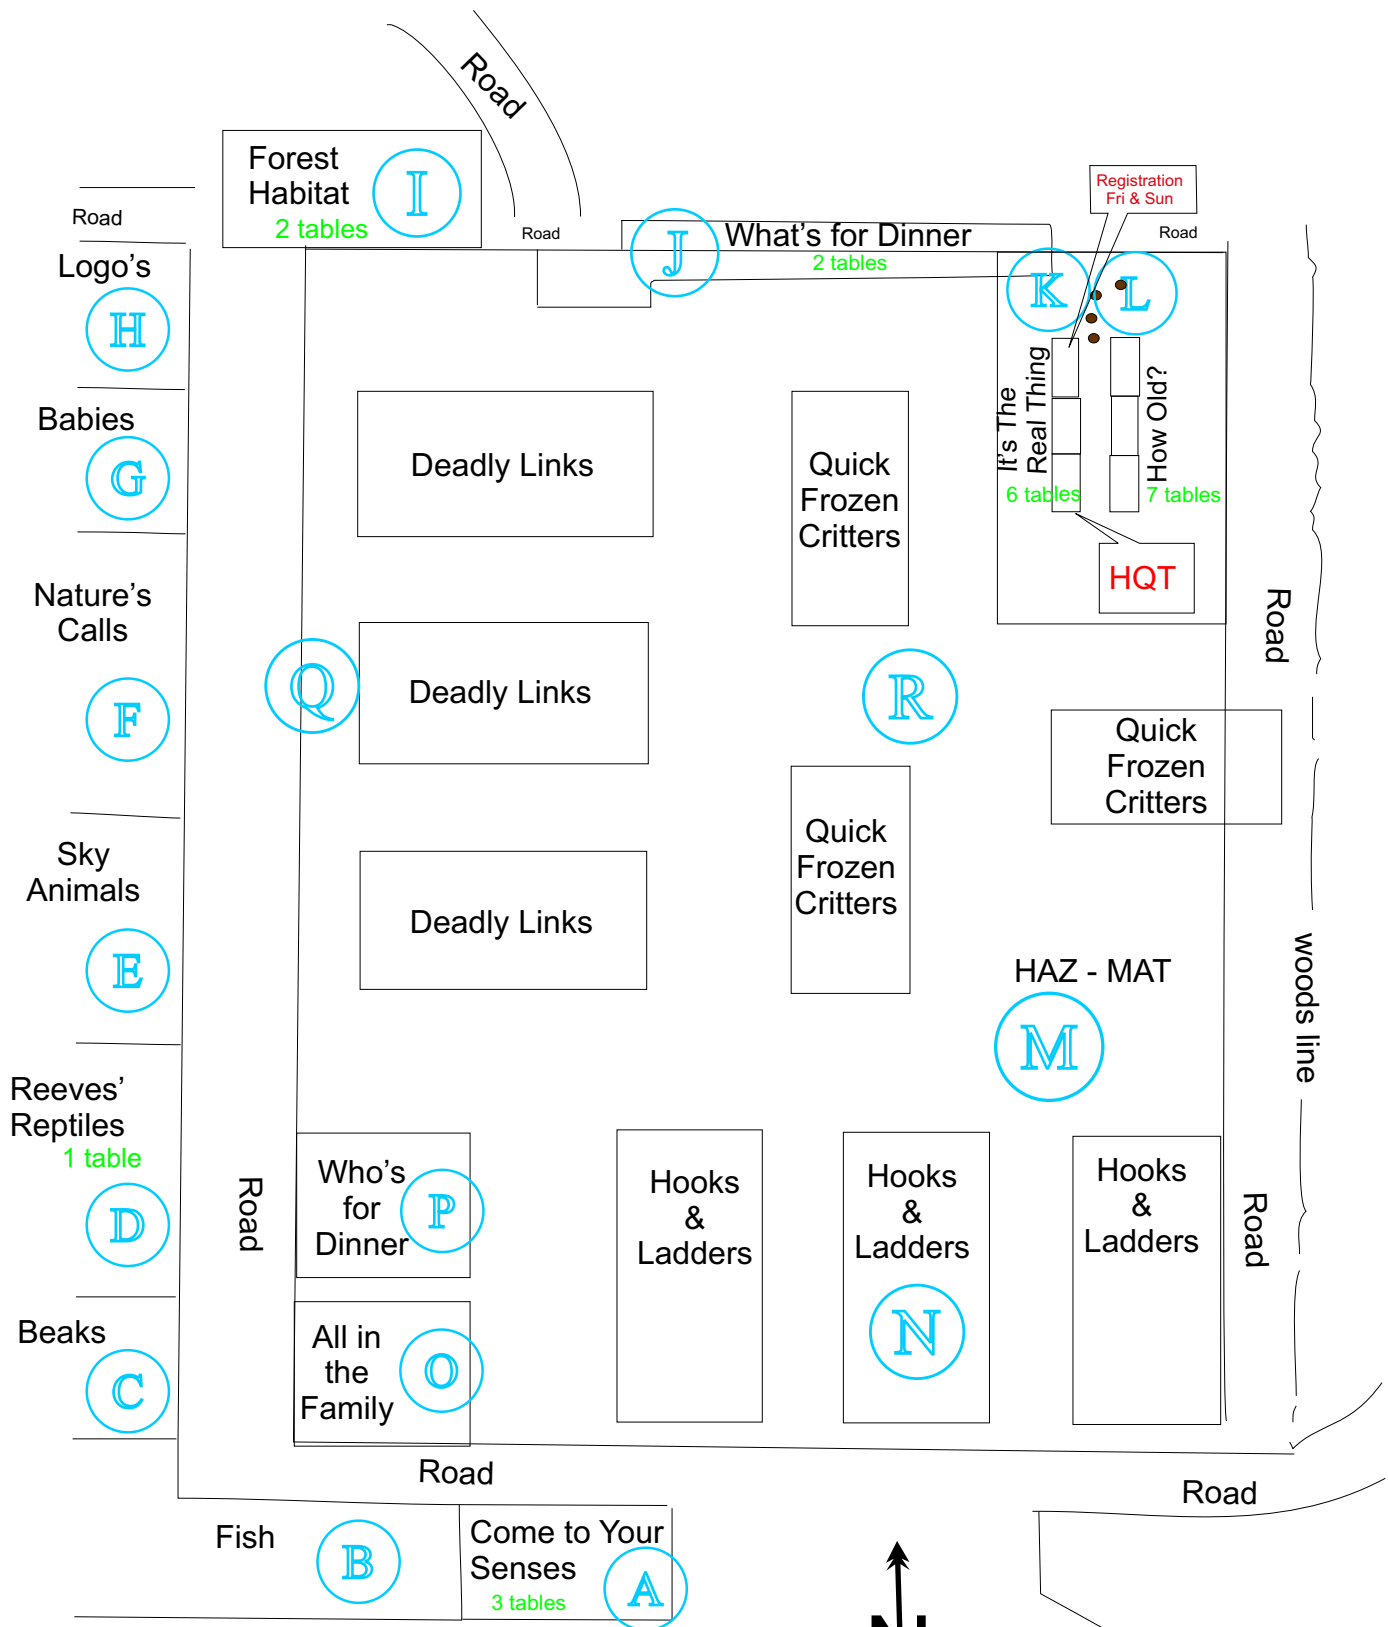 Road
Forest
Habitat
I
2 tables
Registration
Fri & Sun
Road
Road
J
What's for Dinner
2 tables
Road
Logo's
H
K
L
It's The
Real Thing
6 tables
How Old?
7 tables
HQT
Babies
G
Deadly Links
Quick
Frozen
Critters
Nature's
Calls
F
Road
Q
Deadly Links
R
Quick
Frozen
Critters
Sky
Animals
E
Deadly Links
Quick
Frozen
Critters
HAZ - MAT
M
woods line
Reeves'
Reptiles
1 table
D
Road
Who's
for
Dinner
P
Hooks
&
Ladders
Hooks
&
Ladders
N
Hooks
&
Ladders
Road
Beaks
C
All in
the
Family
O
Road
Road
Fish
B
Come to Your
Senses
3 tables
A
N